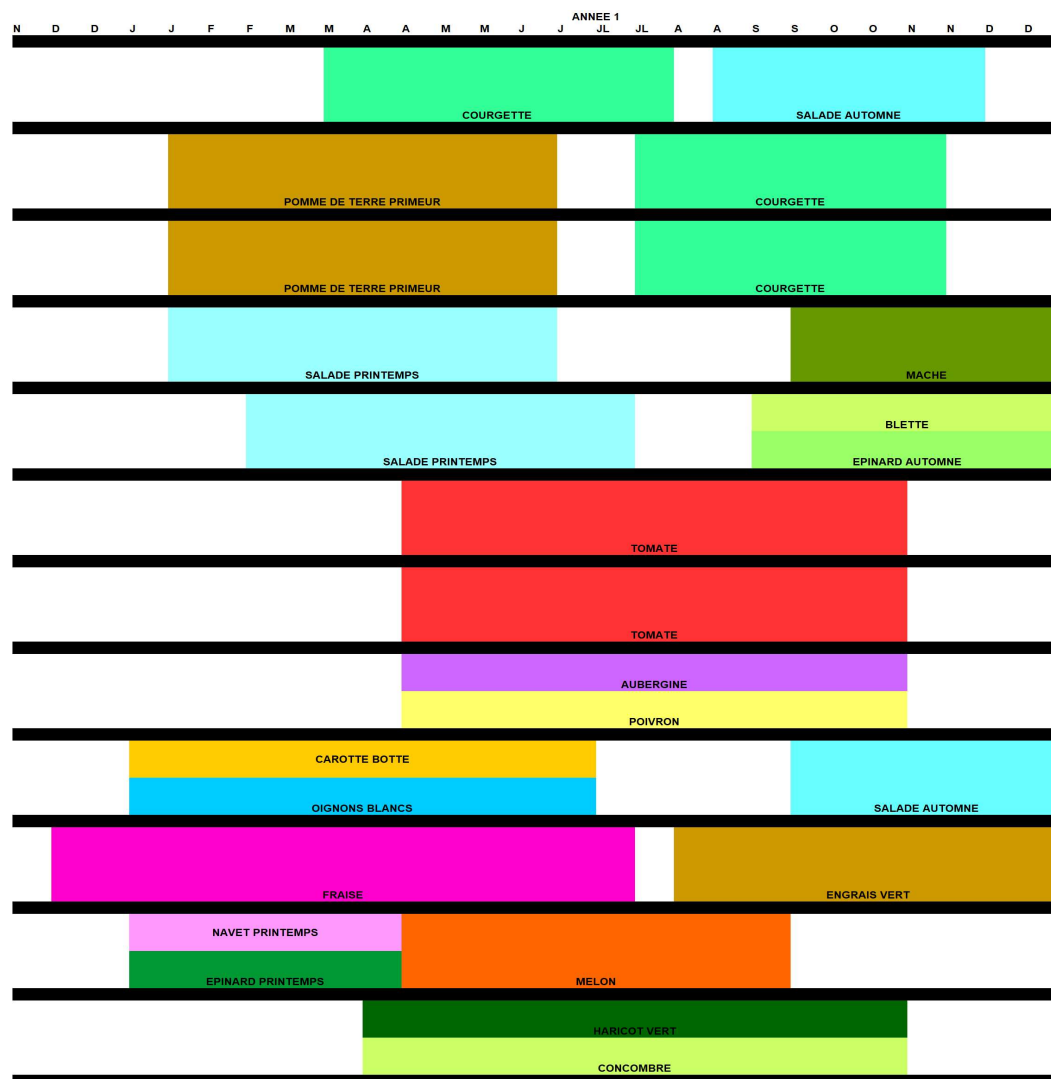 ANNEE 1
N D D J J F F M M A A M M J J JL JL A A S S O O N N D D
COURGETTE SALADE AUTOMNE
POMME DE TERRE PRIMEUR COURGETTE
POMME DE TERRE PRIMEUR COURGETTE
SALADE PRINTEMPS MACHE
BLETTE
SALADE PRINTEMPS EPINARD AUTOMNE
TOMATE
TOMATE
AUBERGINE
POIVRON
CAROTTE BOTTE
OIGNONS BLANCS SALADE AUTOMNE
FRAISE ENGRAIS VERT
NAVET PRINTEMPS
EPINARD PRINTEMPS MELON
HARICOT VERT
CONCOMBRE